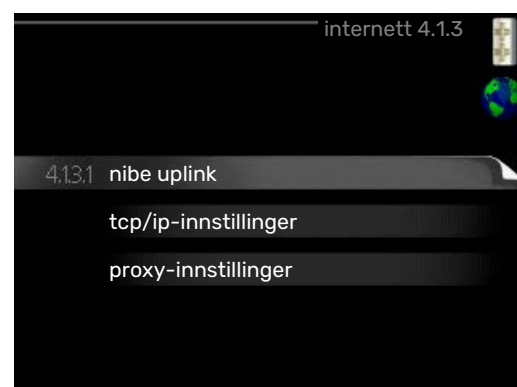 internett 4.1.3
4.1.3.1 nibe uplink
tcp/ip-innstillinger
proxy-innstillinger